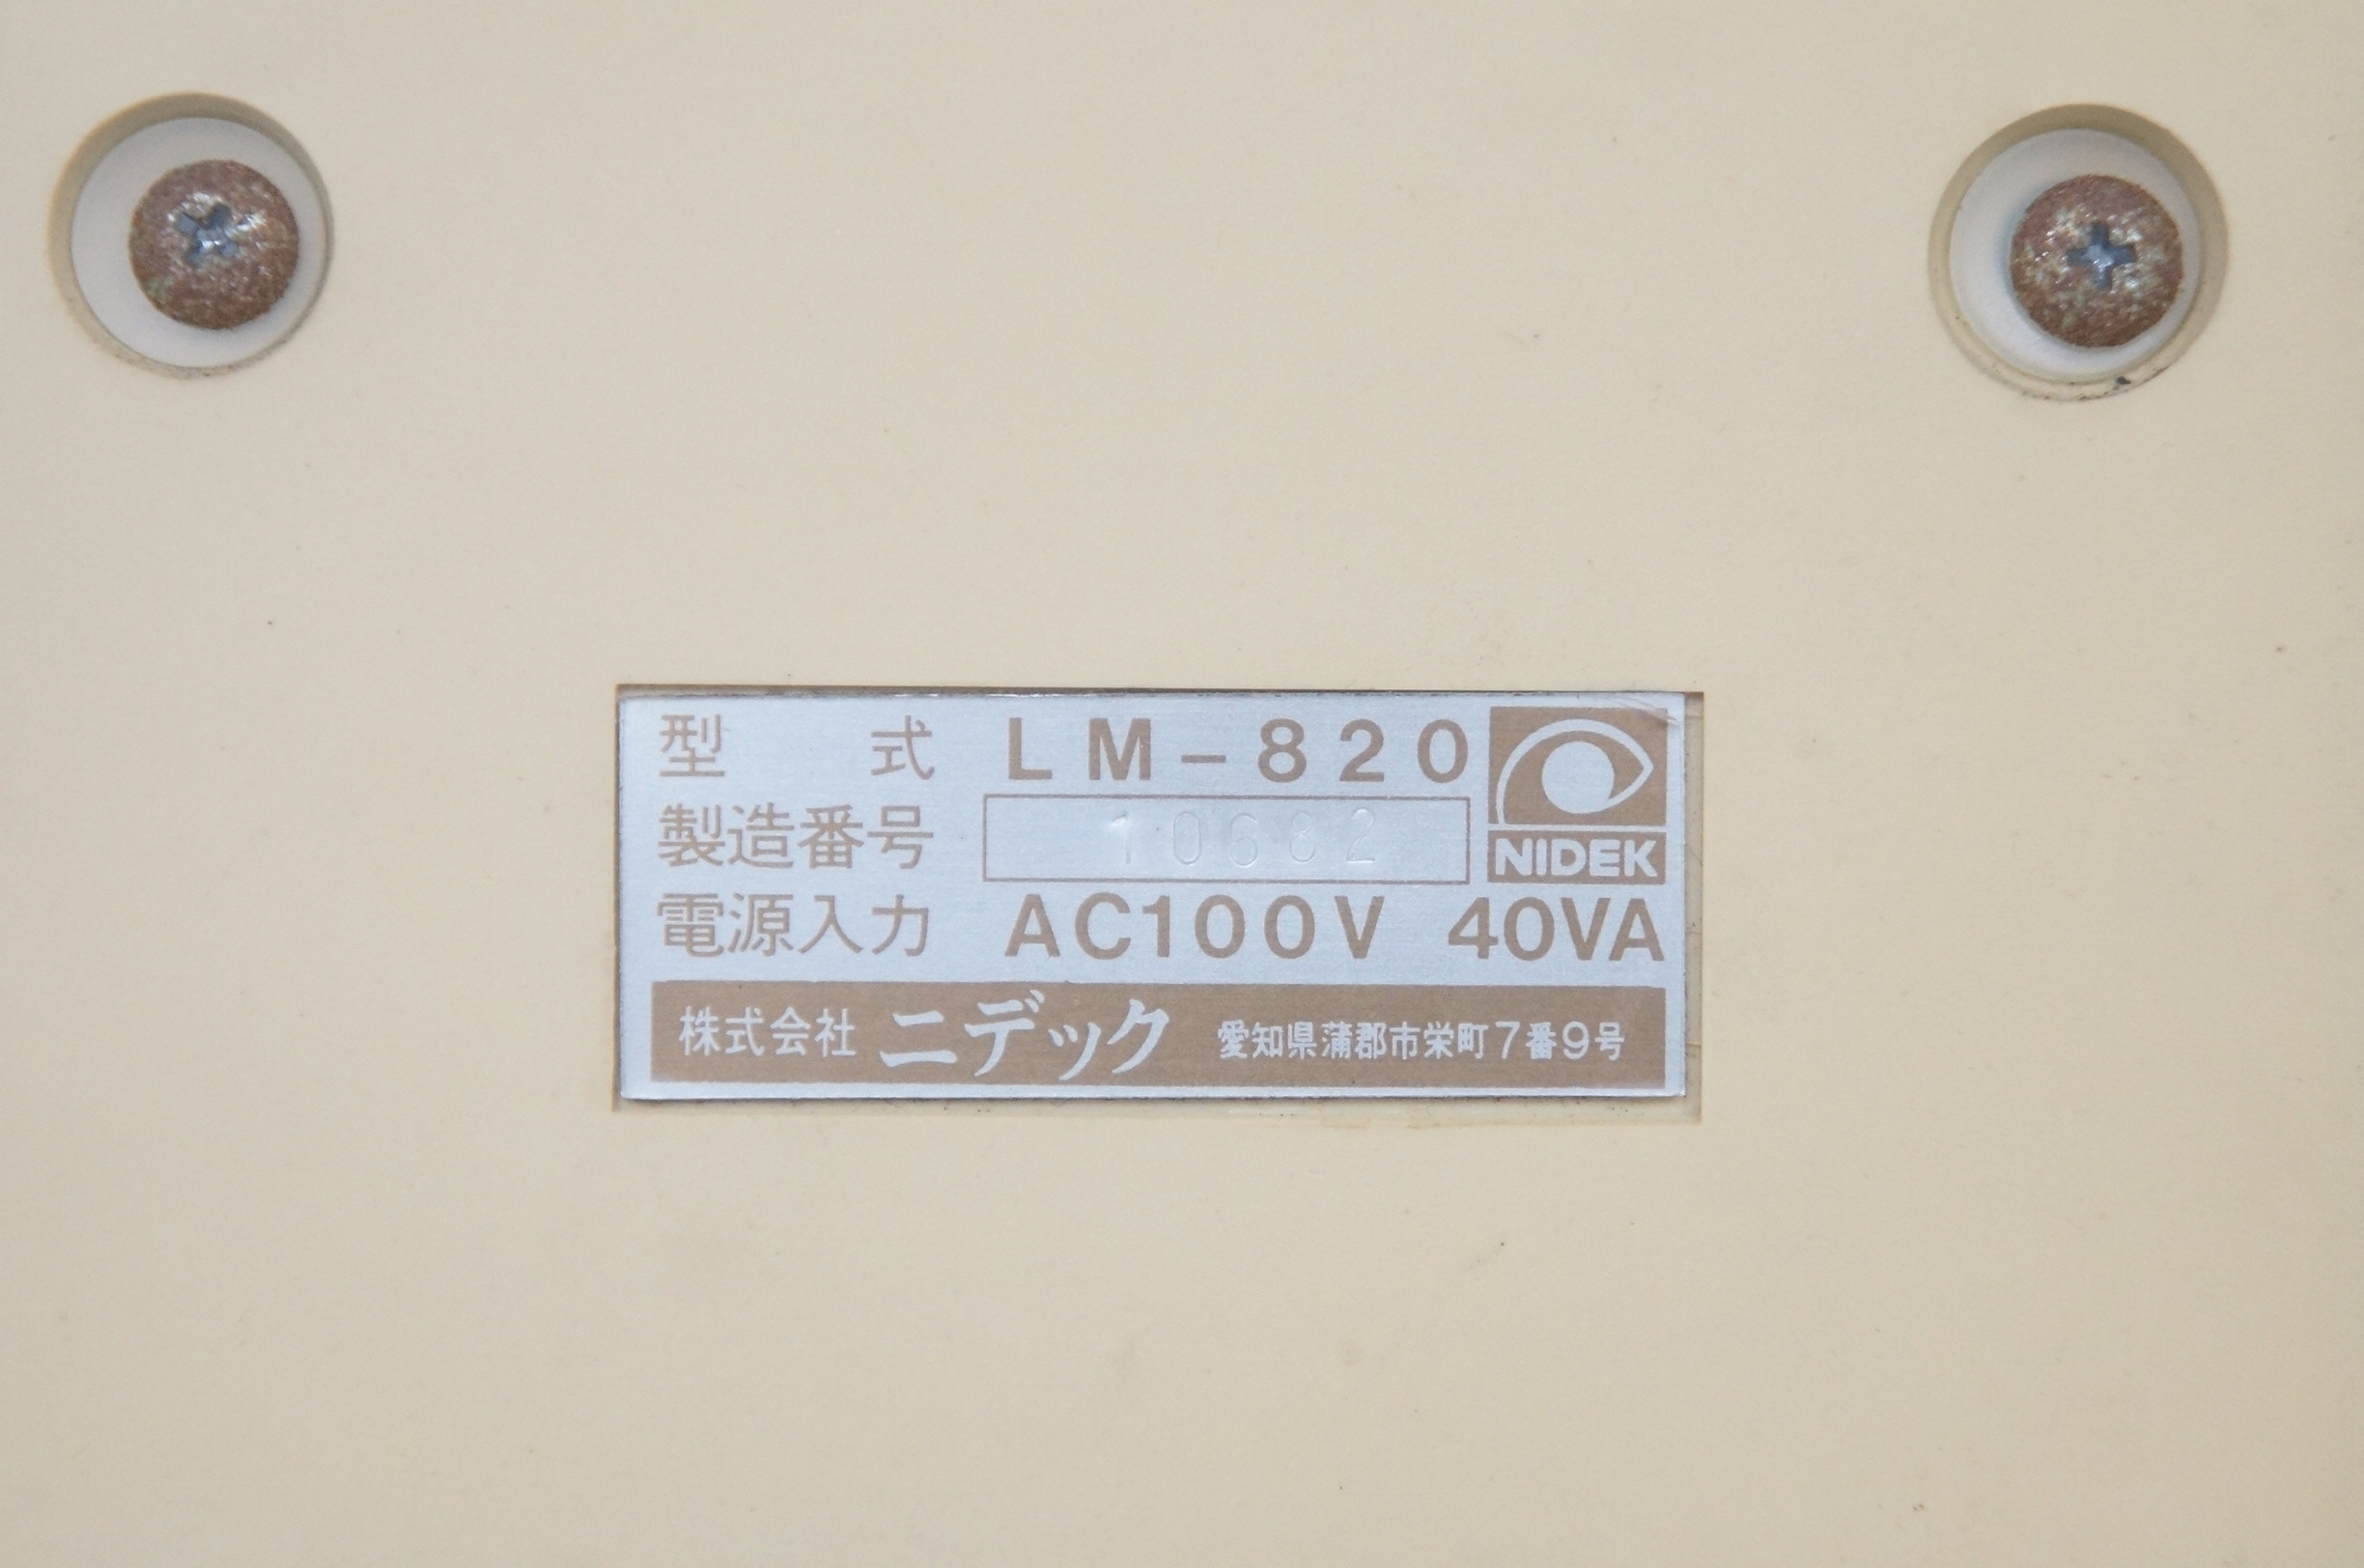 型式 LM-820
製造番号 10682
NIDEK
電源入力 AC100V 40VA
株式会社 ニデック 愛知県蒲郡市栄町7番9号